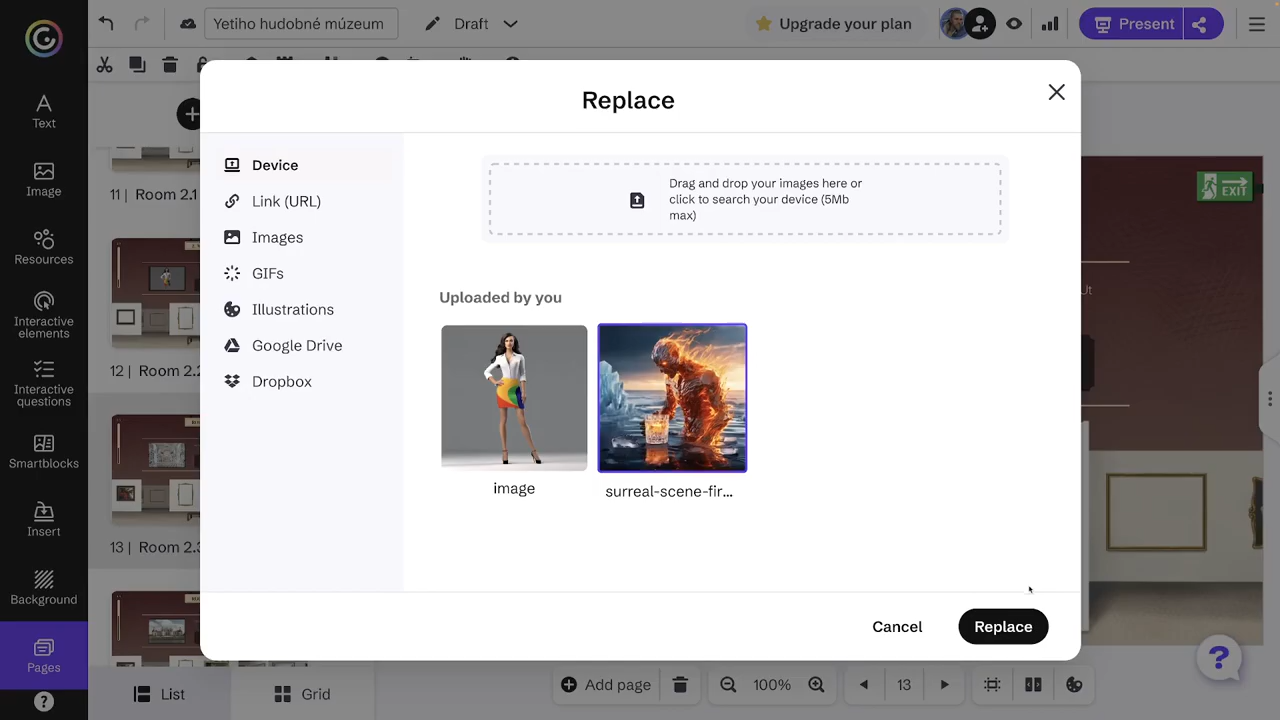 Yetiho hudobné múzeum
Draft
Upgrade your plan
Present
Text
Image
Resources
Interactive
elements
Interactive
questions
Smartblocks
Insert
Background
Pages
11 | Room 2.1
12 | Room 2.2
13 | Room 2.3
Replace
Device
Link (URL)
Images
GIFs
Illustrations
Google Drive
Dropbox
Drag and drop your images here or
click to search your device (5Mb
max)
Uploaded by you
image
surreal-scene-fir...
Cancel
Replace
EXIT
Ut
List
Grid
Add page
100%
13
?
?